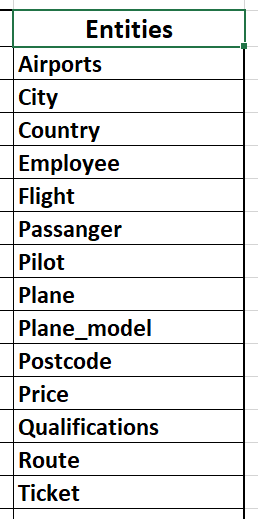 Entities
Airports
City
Country
Employee
Flight
Passanger
Pilot
Plane
Plane_model
Postcode
Price
Qualifications
Route
Ticket